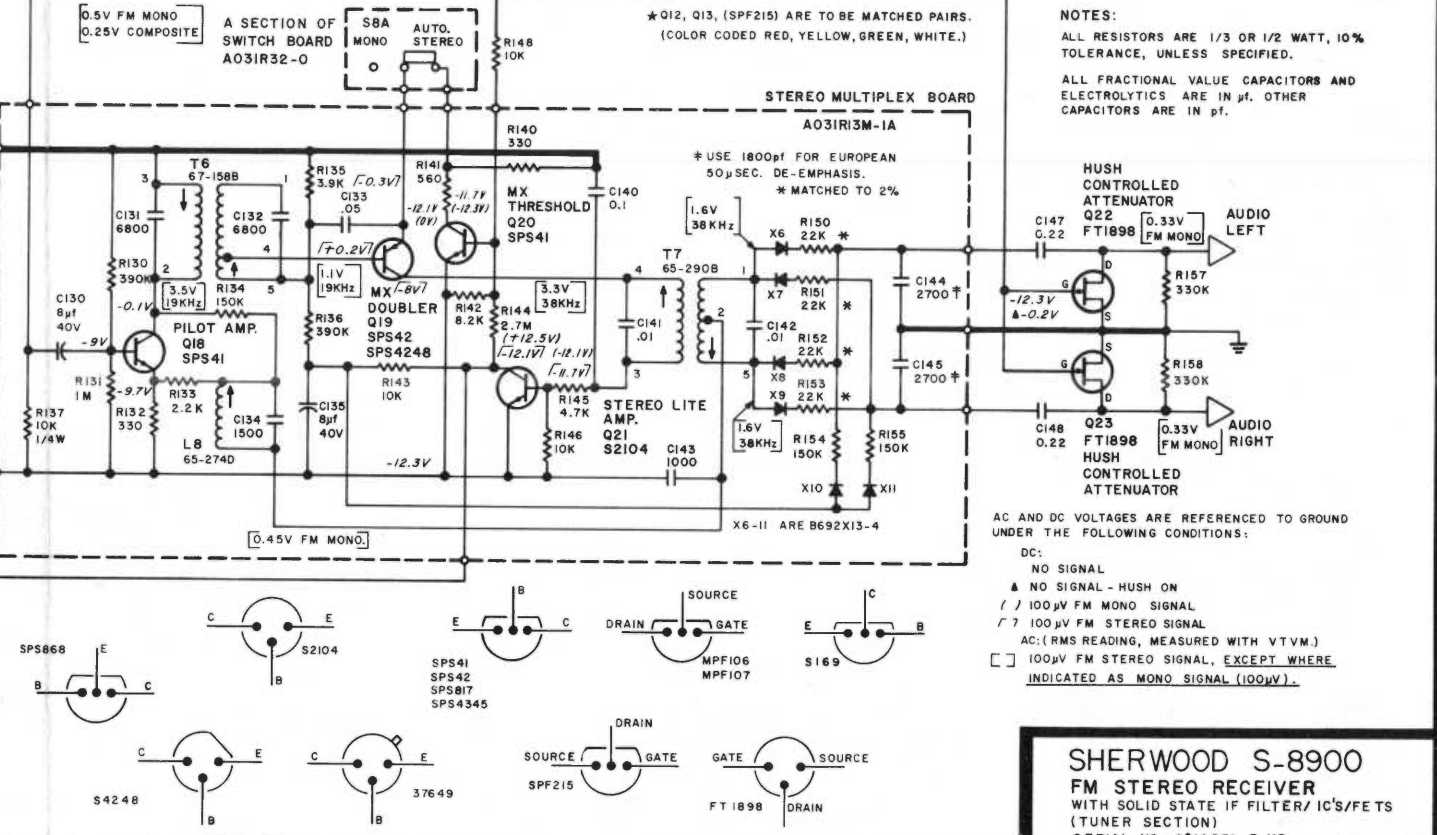 0.5V FM MONO
0.25V COMPOSITE
A SECTION OF
SWITCH BOARD
A031R32-0
S8A
MONO
AUTO.
STEREO
R148
10K
★Q12, Q13, (SPF215) ARE TO BE MATCHED PAIRS.
(COLOR CODED RED, YELLOW, GREEN, WHITE.)
NOTES:
ALL RESISTORS ARE 1/3 OR 1/2 WATT, 10%
TOLERANCE, UNLESS SPECIFIED.
ALL FRACTIONAL VALUE CAPACITORS AND
ELECTROLYTICS ARE IN µf. OTHER
CAPACITORS ARE IN pf.
STEREO MULTIPLEX BOARD
A031R13M-1A
ǂ USE 1800pf FOR EUROPEAN
50µSEC. DE-EMPHASIS.
* MATCHED TO 2%
T6
67-158B
3
1
2
4
5
C131
6800
C132
6800
R130
390K
R134
150K
3.5V
19KHz
-0.1V
PILOT AMP.
Q18
SPS41
C130
8µf
40V
-9V
R131
1M
-9.7V
R137
10K
1/4W
R132
330
R133
2.2K
L8
65-274D
C134
1500
R135
3.9K
⌈-0.3V⌉
C133
.05
⌈+0.2V⌉
1.1V
19KHz
R136
390K
C135
8µf
40V
-12.1V
(0V)
⌈-8V⌉
MX
DOUBLER
Q19
SPS42
SPS4248
R143
10K
R141
560
-11.7V
(-12.3V)
R140
330
MX
THRESHOLD
Q20
SPS41
R142
8.2K
R144
2.7M
(+12.5V)
⌈-12.1V⌉
(-12.1V)
⌈-11.7V⌉
3.3V
38KHz
R145
4.7K
R146
10K
STEREO LITE
AMP.
Q21
S2104
-12.3V
C140
0.1
C143
1000
C141
.01
4
3
T7
65-290B
1
2
5
1.6V
38KHz
C142
.01
1.6V
38KHz
X6
X7
X8
X9
R150
22K
*
R151
22K
*
R152
22K
*
R153
22K
*
R154
150K
R155
150K
X10
X11
X6-11 ARE B692X13-4
C144
2700 ǂ
C145
2700 ǂ
0.45V FM MONO.
C147
0.22
C148
0.22
HUSH
CONTROLLED
ATTENUATOR
Q22
FT1898
0.33V
FM MONO
AUDIO
LEFT
D
G
S
-12.3V
▲-0.2V
R157
330K
S
G
D
R158
330K
Q23
FT1898
HUSH
CONTROLLED
ATTENUATOR
0.33V
FM MONO
AUDIO
RIGHT
AC AND DC VOLTAGES ARE REFERENCED TO GROUND
UNDER THE FOLLOWING CONDITIONS:
DC:
NO SIGNAL
▲ NO SIGNAL - HUSH ON
( ) 100µV FM MONO SIGNAL
⌈ ⌉ 100µV FM STEREO SIGNAL
AC: (RMS READING, MEASURED WITH VTVM.)
[ ] 100µV FM STEREO SIGNAL, EXCEPT WHERE
INDICATED AS MONO SIGNAL (100µV).
SPS868
E
B
C
C
E
B
S2104
B
E
C
SPS41
SPS42
SPS817
SPS4345
SOURCE
DRAIN
GATE
MPF106
MPF107
C
E
B
S169
C
E
B
S4248
C
E
B
37649
DRAIN
SOURCE
GATE
SPF215
GATE
SOURCE
DRAIN
FT 1898
SHERWOOD S-8900
FM STEREO RECEIVER
WITH SOLID STATE IF FILTER/ IC'S/FETS
(TUNER SECTION)